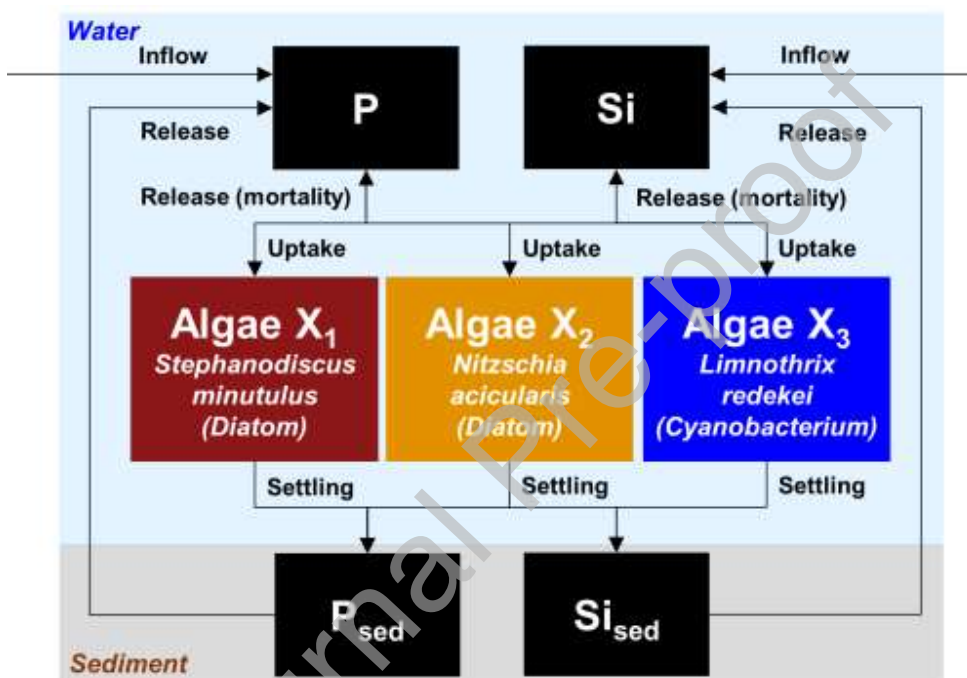 Water
Inflow
Inflow
P
Si
Release
Release
Release (mortality)
Release (mortality)
Uptake
Uptake
Uptake
Algae X1
Stephanodiscus
minutulus
(Diatom)
Algae X2
Nitzschia
acicularis
(Diatom)
Algae X3
Limnothrix
redekei
(Cyanobacterium)
Settling
Settling
Settling
Psed
Sised
Sediment
rnal Pre-proof